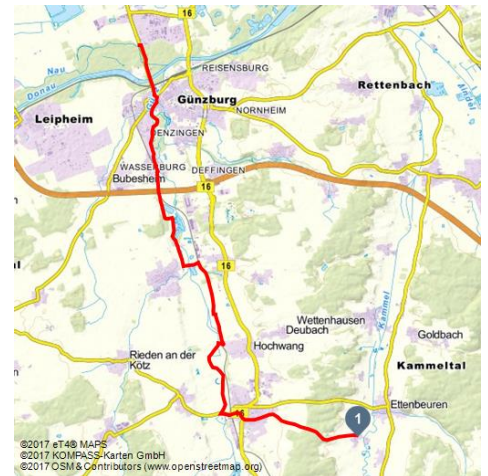 16
Nau
Donau
REISENSBURG
Günzburg
Rettenbach
Leipheim
NORNHEIM
DENZINGEN
WASSERBURG
DEFFINGEN
Bubesheim
16
16
Kammel
Wettenhausen
Deubach
Goldbach
Hochwang
Rieden an der
Kötz
Kammeltal
16
Ettenbeuren
1
©2017 eT4® MAPS
©2017 KOMPASS-Karten GmbH
©2017 OSM & Contributors (www.openstreetmap.org)